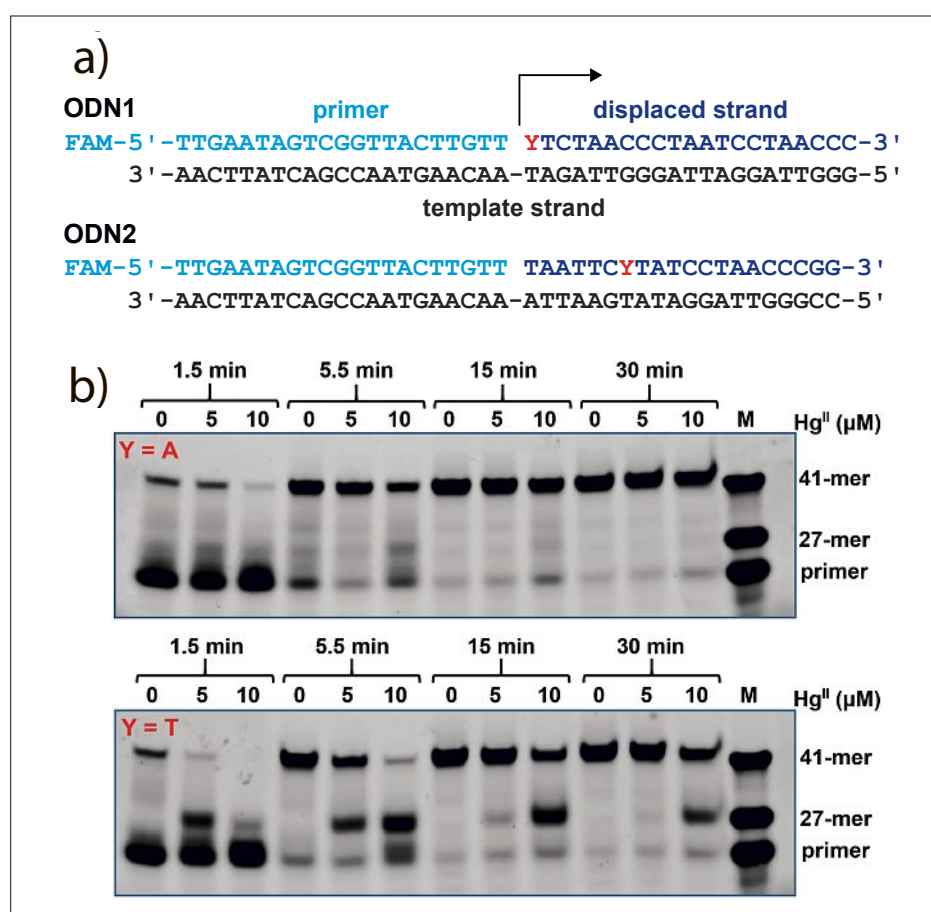 a)
ODN1 primer displaced strand
FAM-5'-TTGAATAGTCGGTTACTTGTT YTCTAACCCTAATCCTAACCC-3'
3'-AACTTATCAGCCAATGAACAA-TAGATTGGGATTAGGATTGGG-5'
template strand
ODN2
FAM-5'-TTGAATAGTCGGTTACTTGTT TAATTCYTATCCTAACCCGG-3'
3'-AACTTATCAGCCAATGAACAA-ATTAAGTATAGGATTGGGCC-5'
b)
1.5 min 5.5 min 15 min 30 min
0 5 10 0 5 10 0 5 10 0 5 10 M Hg^II (μM)
Y = A
41-mer
27-mer
primer
1.5 min 5.5 min 15 min 30 min
0 5 10 0 5 10 0 5 10 0 5 10 M Hg^II (μM)
Y = T
41-mer
27-mer
primer